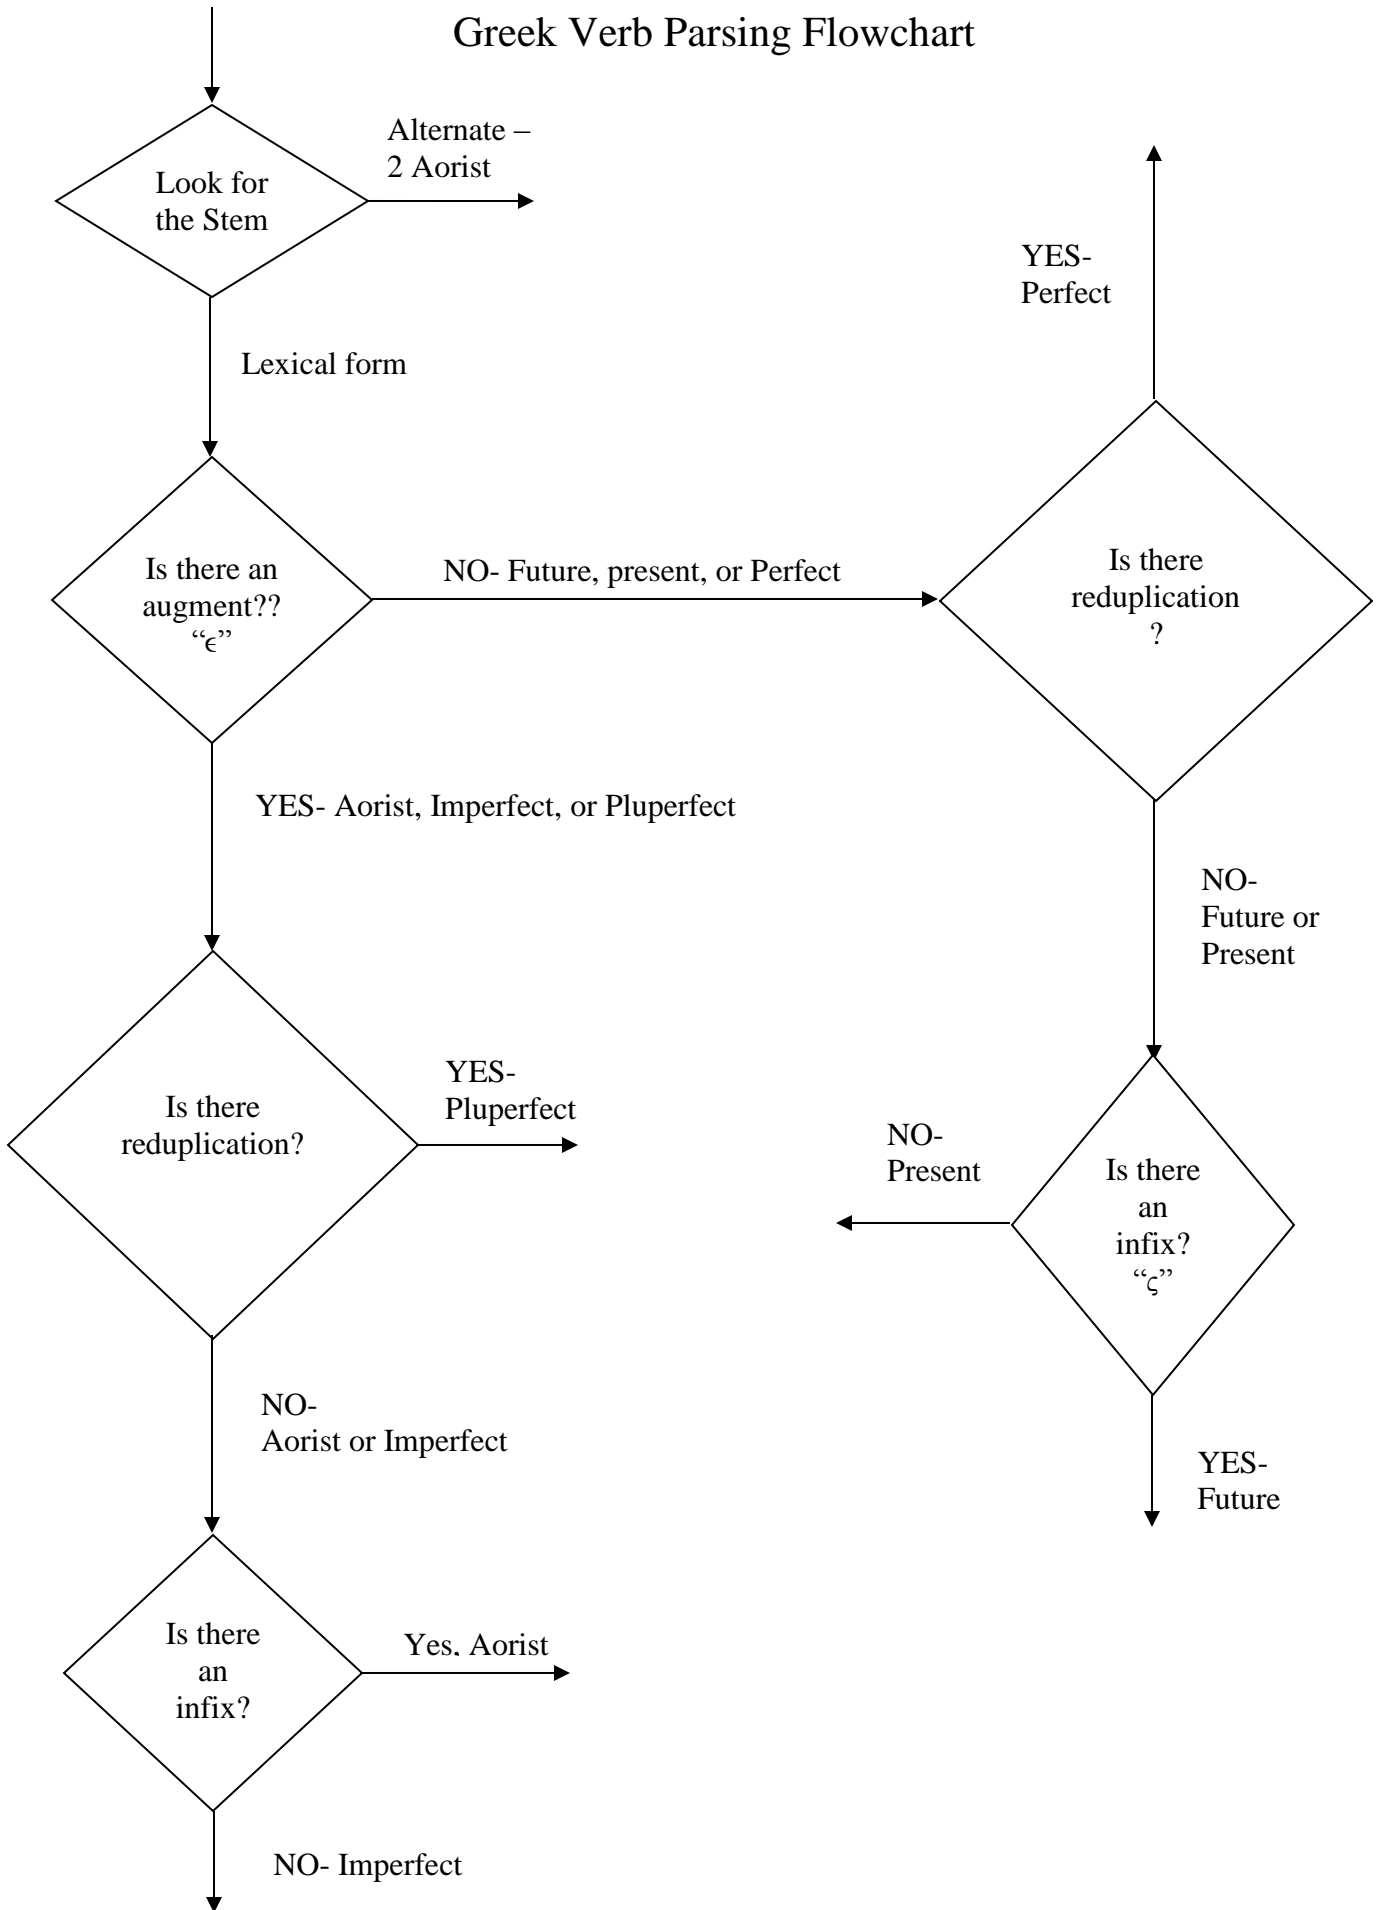 Greek Verb Parsing Flowchart
Alternate –
2 Aorist
Look for
the Stem
YES-
Perfect
Lexical form
Is there an
augment??
“ϵ”
NO- Future, present, or Perfect
Is there
reduplication
?
YES- Aorist, Imperfect, or Pluperfect
NO-
Future or
Present
Is there
reduplication?
YES-
Pluperfect
NO-
Present
Is there
an
infix?
“ς”
NO-
Aorist or Imperfect
YES-
Future
Is there
an
infix?
Yes, Aorist
NO- Imperfect